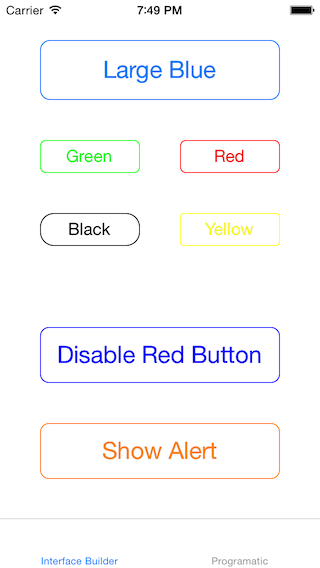 Carrier 7:49 PM
Large Blue
Green Red
Black Yellow
Disable Red Button
Show Alert
Interface Builder Programatic